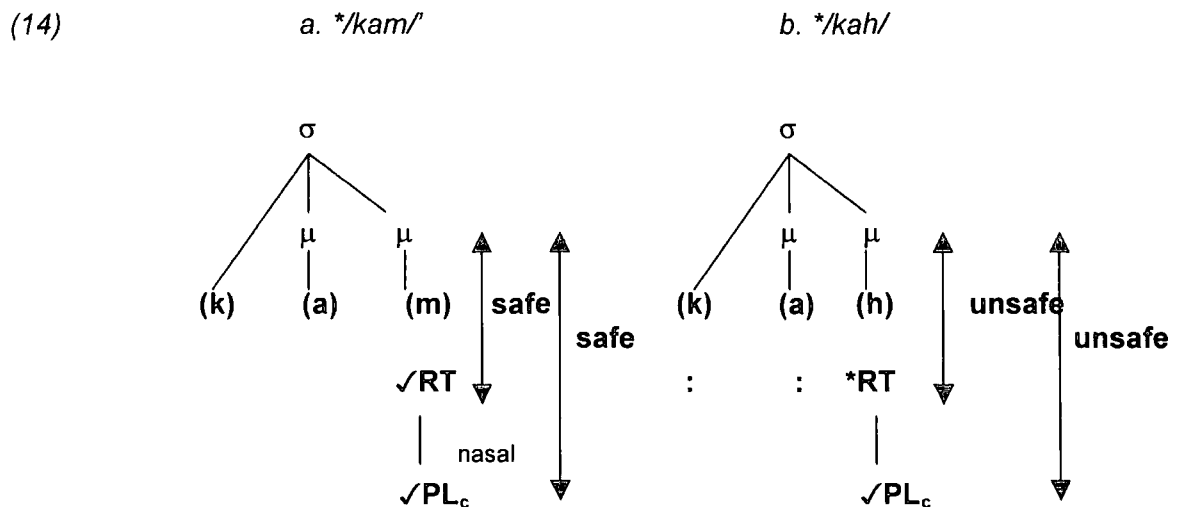 (14) a. */kam/' b. */kah/
σ σ
μ μ μ μ
(k) (a) (m) safe (k) (a) (h) unsafe
safe unsafe
✓RT : : *RT
nasal
✓PLc ✓PLc